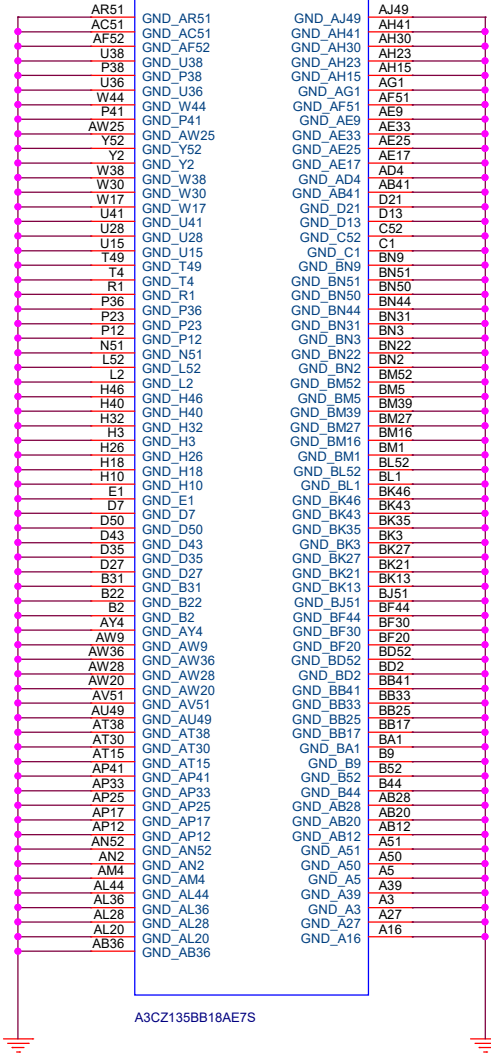 AR51 GND_AR51 GND_AJ49 AJ49
AC51 GND_AC51 GND_AH41 AH41
AF52 GND_AF52 GND_AH30 AH30
U38 GND_U38 GND_AH23 AH23
P38 GND_P38 GND_AH15 AH15
U36 GND_U36 GND_AG1 AG1
W44 GND_W44 GND_AF51 AF51
P41 GND_P41 GND_AE9 AE9
AW25 GND_AW25 GND_AE33 AE33
Y52 GND_Y52 GND_AE25 AE25
Y2 GND_Y2 GND_AE17 AE17
W38 GND_W38 GND_AD4 AD4
W30 GND_W30 GND_AB41 AB41
W17 GND_W17 GND_D21 D21
U41 GND_U41 GND_D13 D13
U28 GND_U28 GND_C52 C52
U15 GND_U15 GND_C1 C1
T49 GND_T49 GND_BN9 BN9
T4 GND_T4 GND_BN51 BN51
R1 GND_R1 GND_BN50 BN50
P36 GND_P36 GND_BN44 BN44
P23 GND_P23 GND_BN31 BN31
P12 GND_P12 GND_BN3 BN3
N51 GND_N51 GND_BN22 BN22
L52 GND_L52 GND_BN2 BN2
L2 GND_L2 GND_BM52 BM52
H46 GND_H46 GND_BM5 BM5
H40 GND_H40 GND_BM39 BM39
H32 GND_H32 GND_BM27 BM27
H3 GND_H3 GND_BM16 BM16
H26 GND_H26 GND_BM1 BM1
H18 GND_H18 GND_BL52 BL52
H10 GND_H10 GND_BL1 BL1
E1 GND_E1 GND_BK46 BK46
D7 GND_D7 GND_BK43 BK43
D50 GND_D50 GND_BK35 BK35
D43 GND_D43 GND_BK3 BK3
D35 GND_D35 GND_BK27 BK27
D27 GND_D27 GND_BK21 BK21
B31 GND_B31 GND_BK13 BK13
B22 GND_B22 GND_BJ51 BJ51
B2 GND_B2 GND_BF44 BF44
AY4 GND_AY4 GND_BF30 BF30
AW9 GND_AW9 GND_BF20 BF20
AW36 GND_AW36 GND_BD52 BD52
AW28 GND_AW28 GND_BD2 BD2
AW20 GND_AW20 GND_BB41 BB41
AV51 GND_AV51 GND_BB33 BB33
AU49 GND_AU49 GND_BB25 BB25
AT38 GND_AT38 GND_BB17 BB17
AT30 GND_AT30 GND_BA1 BA1
AT15 GND_AT15 GND_B9 B9
AP41 GND_AP41 GND_B52 B52
AP33 GND_AP33 GND_B44 B44
AP25 GND_AP25 GND_AB28 AB28
AP17 GND_AP17 GND_AB20 AB20
AP12 GND_AP12 GND_AB12 AB12
AN52 GND_AN52 GND_A51 A51
AN2 GND_AN2 GND_A50 A50
AM4 GND_AM4 GND_A5 A5
AL44 GND_AL44 GND_A39 A39
AL36 GND_AL36 GND_A3 A3
AL28 GND_AL28 GND_A27 A27
AL20 GND_AL20 GND_A16 A16
AB36 GND_AB36
A3CZ135BB18AE7S